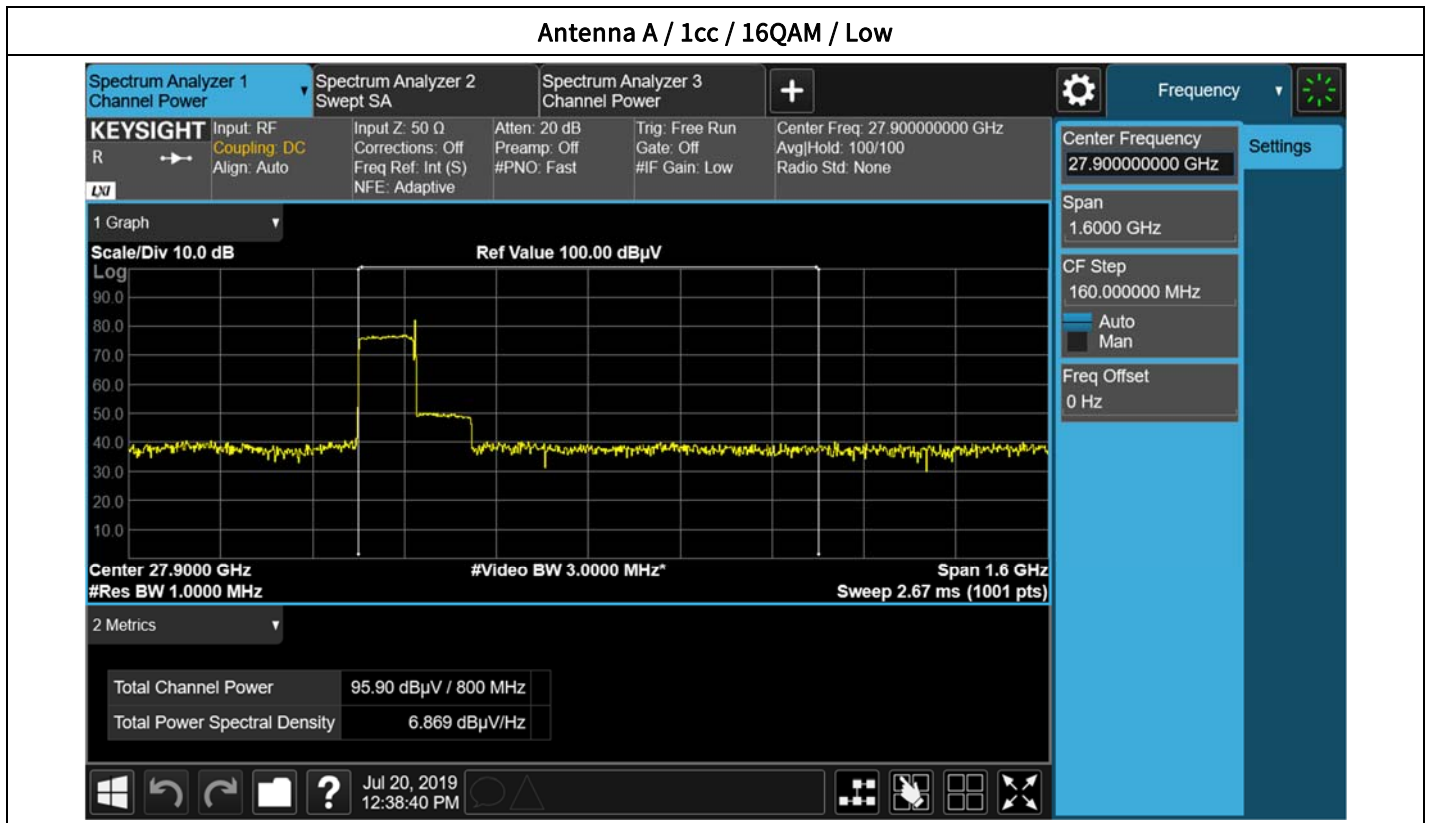 Antenna A / 1cc / 16QAM / Low
Spectrum Analyzer 1
Channel Power
Spectrum Analyzer 2
Swept SA
Spectrum Analyzer 3
Channel Power
Frequency
KEYSIGHT
R
LXI
Input: RF
Coupling: DC
Align: Auto
Input Z: 50 Ω
Corrections: Off
Freq Ref: Int (S)
NFE: Adaptive
Atten: 20 dB
Preamp: Off
#PNO: Fast
Trig: Free Run
Gate: Off
#IF Gain: Low
Center Freq: 27.900000000 GHz
Avg|Hold: 100/100
Radio Std: None
Center Frequency
27.900000000 GHz
Settings
Span
1.6000 GHz
CF Step
160.000000 MHz
Auto
Man
Freq Offset
0 Hz
1 Graph
Scale/Div 10.0 dB
Ref Value 100.00 dBµV
Log
90.0
80.0
70.0
60.0
50.0
40.0
30.0
20.0
10.0
Center 27.9000 GHz
#Video BW 3.0000 MHz*
Span 1.6 GHz
#Res BW 1.0000 MHz
Sweep 2.67 ms (1001 pts)
2 Metrics
Total Channel Power 95.90 dBµV / 800 MHz
Total Power Spectral Density 6.869 dBµV/Hz
?
Jul 20, 2019
12:38:40 PM